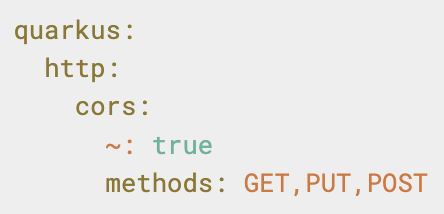 quarkus:
  http:
    cors:
      ~: true
      methods: GET,PUT,POST